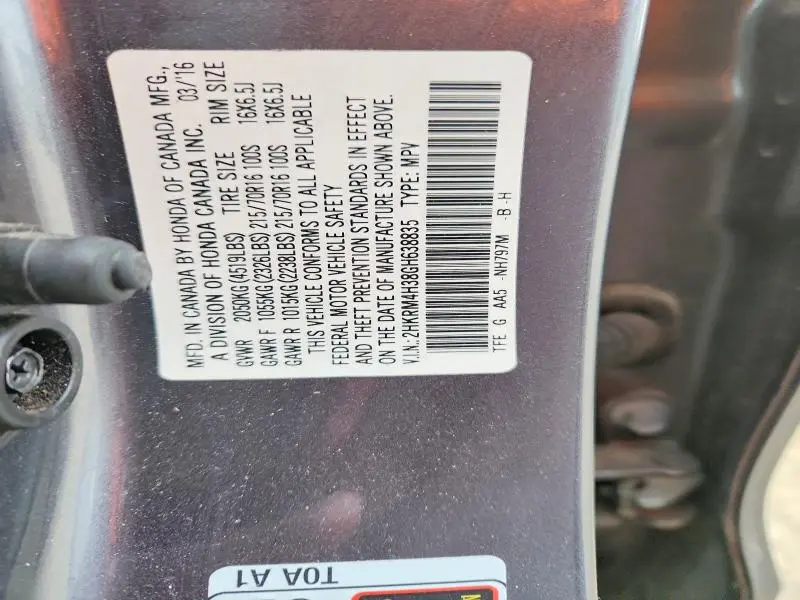 MFD. IN CANADA BY HONDA OF CANADA MFG.,
A DIVISION OF HONDA CANADA INC. 03/16
GVWR 2050KG(4519LBS) TIRE SIZE RIM SIZE
GAWR F 1055KG(2326LBS)215/70R16 100S 16X6.5J
GAWR R 1015KG(2238LBS)215/70R16 100S 16X6.5J
THIS VEHICLE CONFORMS TO ALL APPLICABLE
FEDERAL MOTOR VEHICLE SAFETY
AND THEFT PREVENTION STANDARDS IN EFFECT
ON THE DATE OF MANUFACTURE SHOWN ABOVE.
V.I.N.:2HKRM4H38GH638835 TYPE: MPV
TFE G AA5 -NH797M -B-H
T0A A1